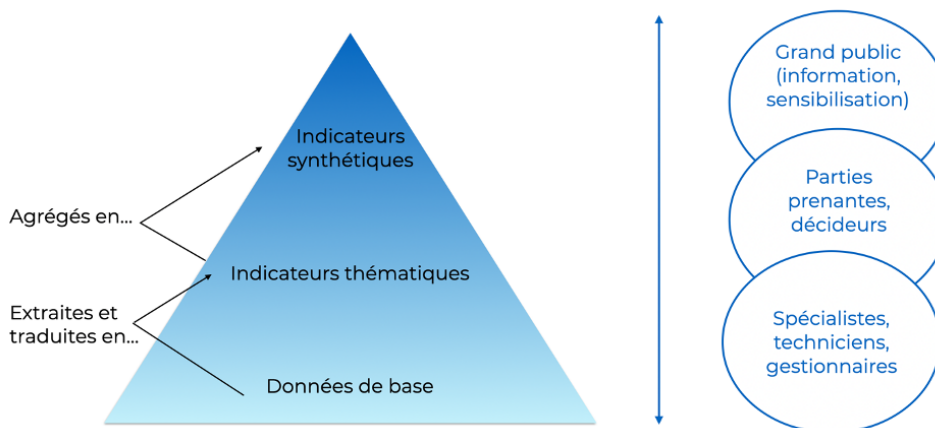 Indicateurs
synthétiques
Agrégés en...
Indicateurs thématiques
Extraites et
traduites en...
Données de base
Grand public
(information,
sensibilisation)
Parties
prenantes,
décideurs
Spécialistes,
techniciens,
gestionnaires